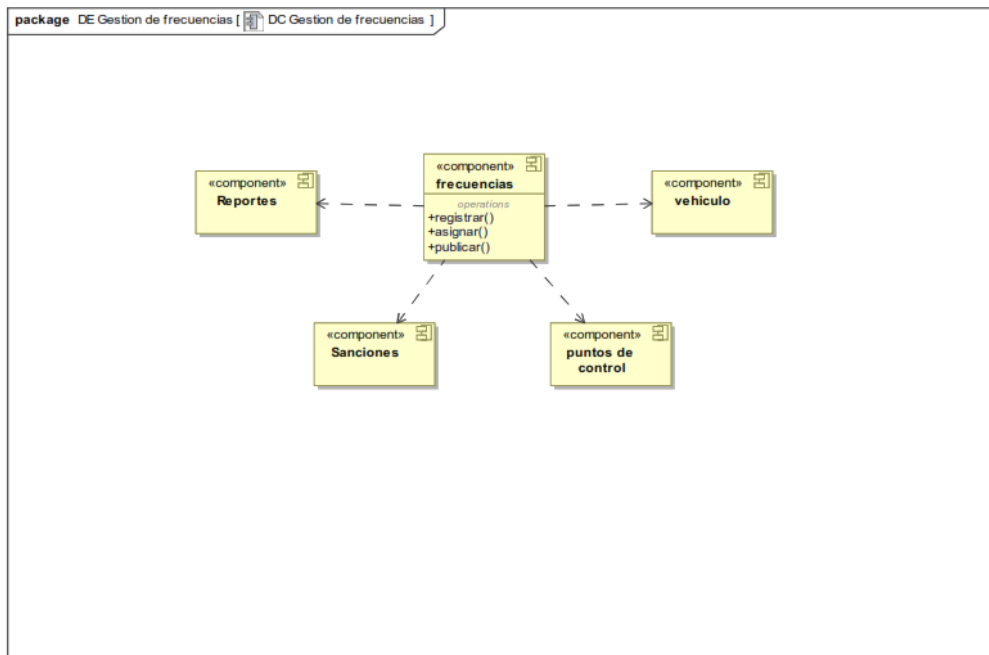 package DE Gestion de frecuencias [ DC Gestion de frecuencias ]
«component»
frecuencias
operations
+registrar()
+asignar()
+publicar()
«component»
Reportes
«component»
vehiculo
«component»
Sanciones
«component»
puntos de
control